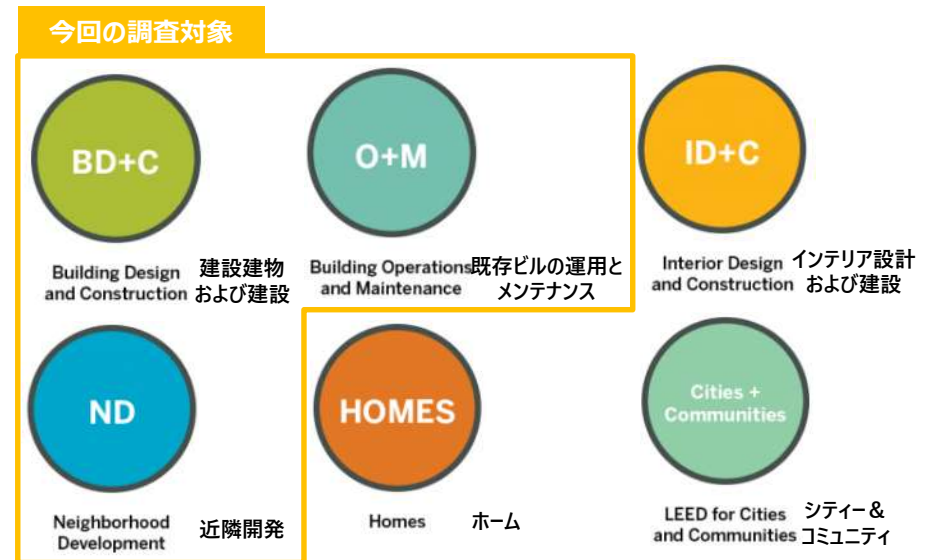 今回の調査対象
BD+C
O+M
ID+C
Building Design
and Construction
建設建物
および建設
Building Operations
and Maintenance
既存ビルの運用と
メンテナンス
Interior Design
and Construction
インテリア設計
および建設
ND
HOMES
Cities +
Communities
Neighborhood
Development
近隣開発
Homes
ホーム
LEED for Cities
and Communities
シティー＆
コミュニティ